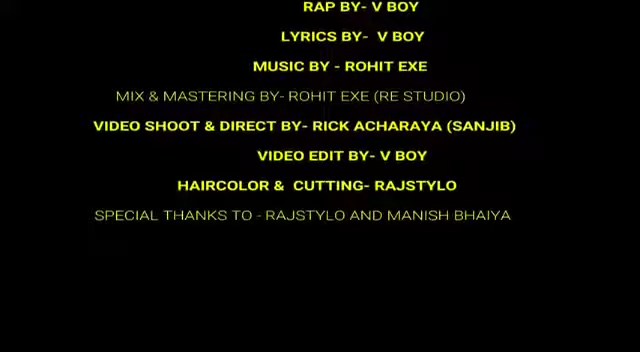 RAP BY- V BOY
LYRICS BY-  V BOY
MUSIC BY - ROHIT EXE
MIX & MASTERING BY- ROHIT EXE (RE STUDIO)
VIDEO SHOOT & DIRECT BY- RICK ACHARAYA (SANJIB)
VIDEO EDIT BY- V BOY
HAIRCOLOR &  CUTTING- RAJSTYLO
SPECIAL THANKS TO - RAJSTYLO AND MANISH BHAIYA